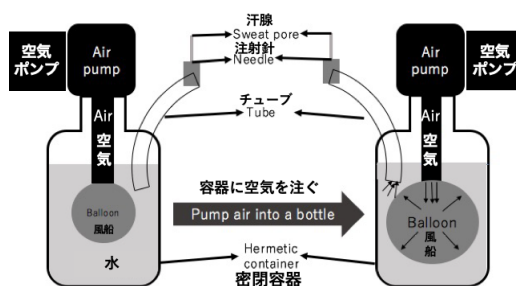 汗腺
Sweat pore
注射針
Needle
空気
ポンプ
Air
pump
チューブ
Tube
Air
空
気
Balloon
風船
水
容器に空気を注ぐ
Pump air into a bottle
Hermetic
container
密閉容器
Air
pump
空気
ポンプ
Air
空
気
Balloon
風
船